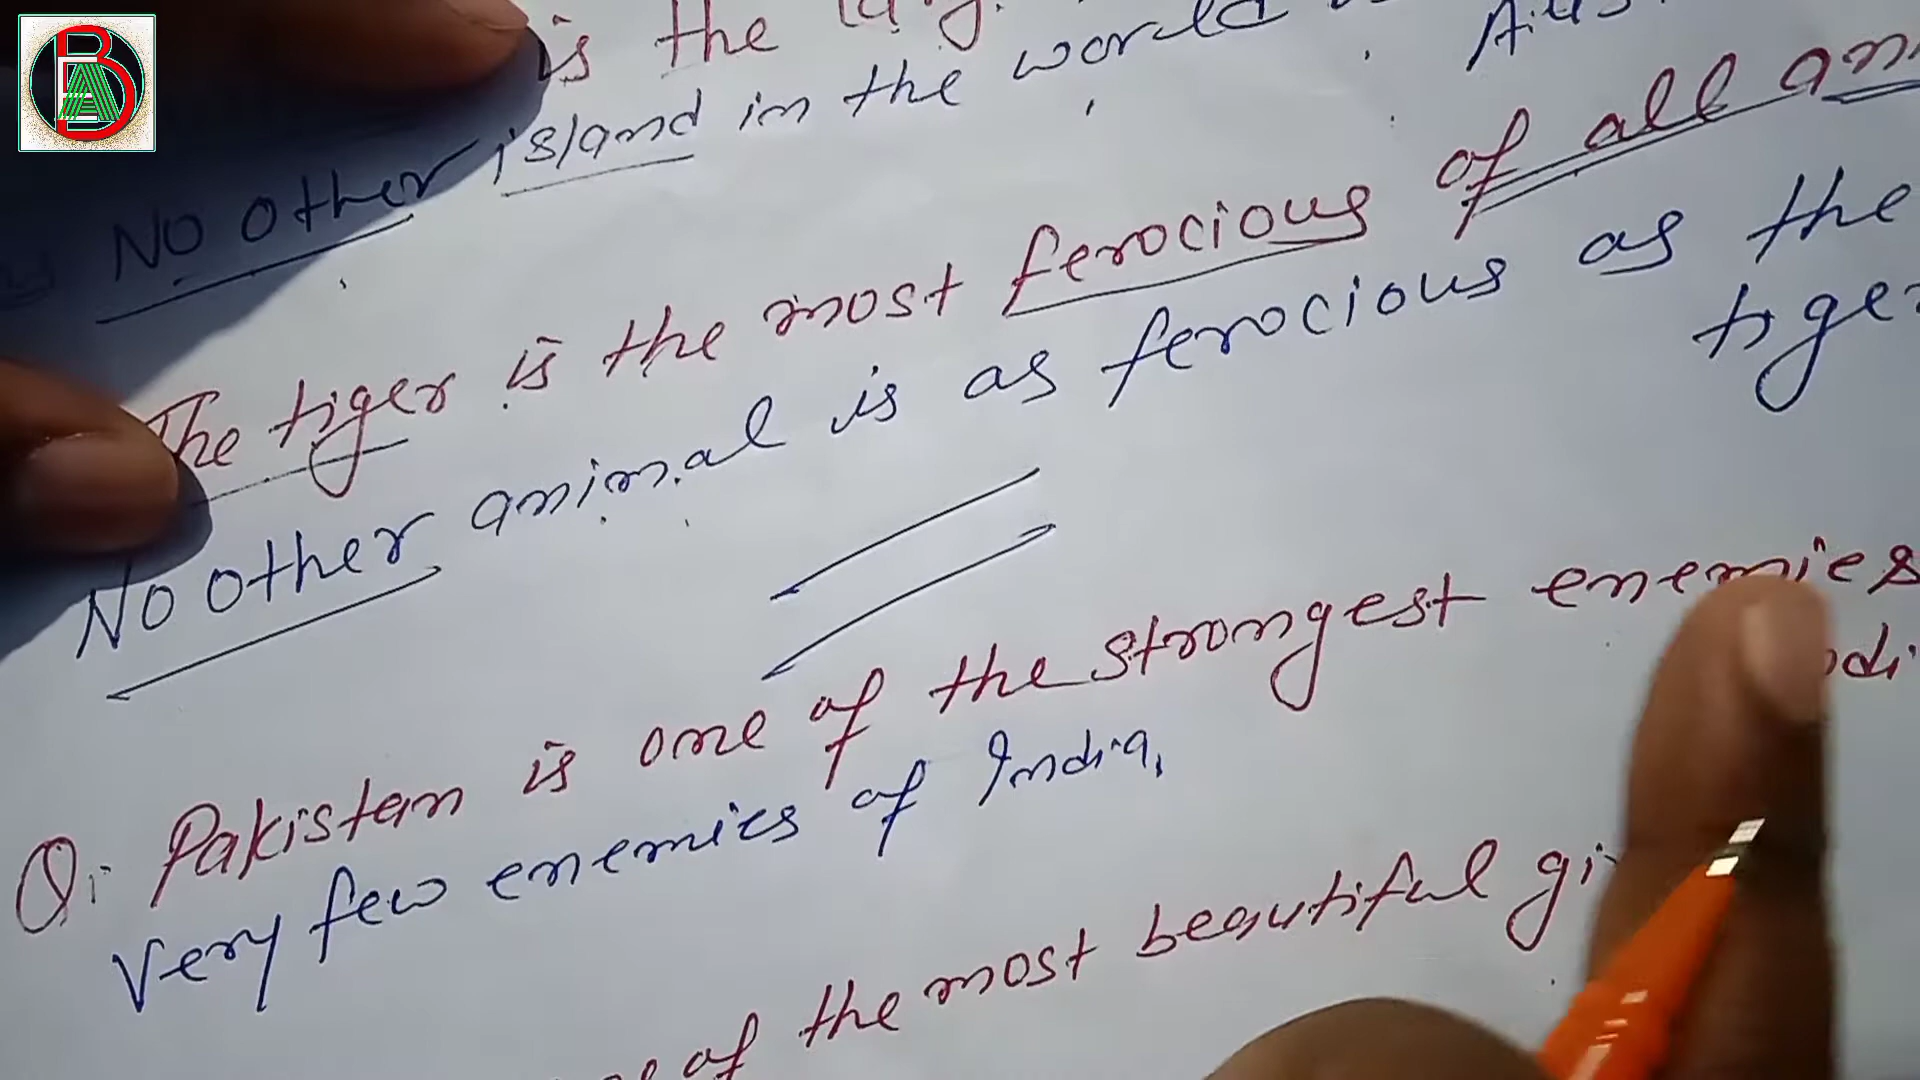 is the
No other island in the world
The tiger is the most ferocious of all
No other animal is as ferocious as the
tiger
Q. Pakistan is one of the strongest enemies
Very few enemies of India,
of the most beautiful